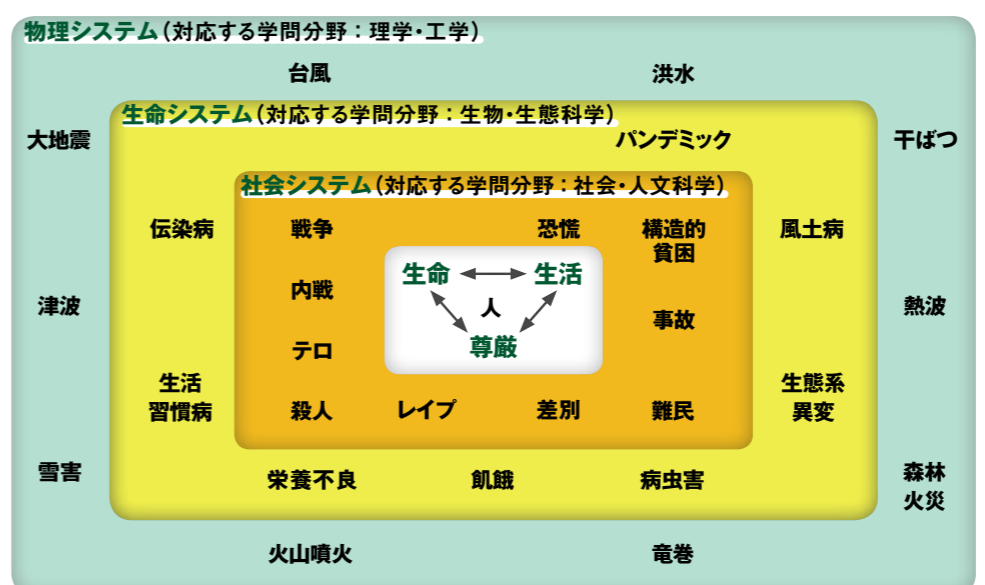 物理システム(対応する学問分野：理学・工学)
台風
洪水
生命システム(対応する学問分野：生物・生態科学)
大地震
パンデミック
干ばつ
社会システム(対応する学問分野：社会・人文科学)
伝染病
戦争
恐慌
構造的
貧困
風土病
生命
生活
内戦
人
津波
事故
熱波
テロ
尊厳
生活
習慣病
殺人
レイプ
差別
難民
生態系
異変
雪害
栄養不良
飢餓
病虫害
森林
火災
火山噴火
竜巻